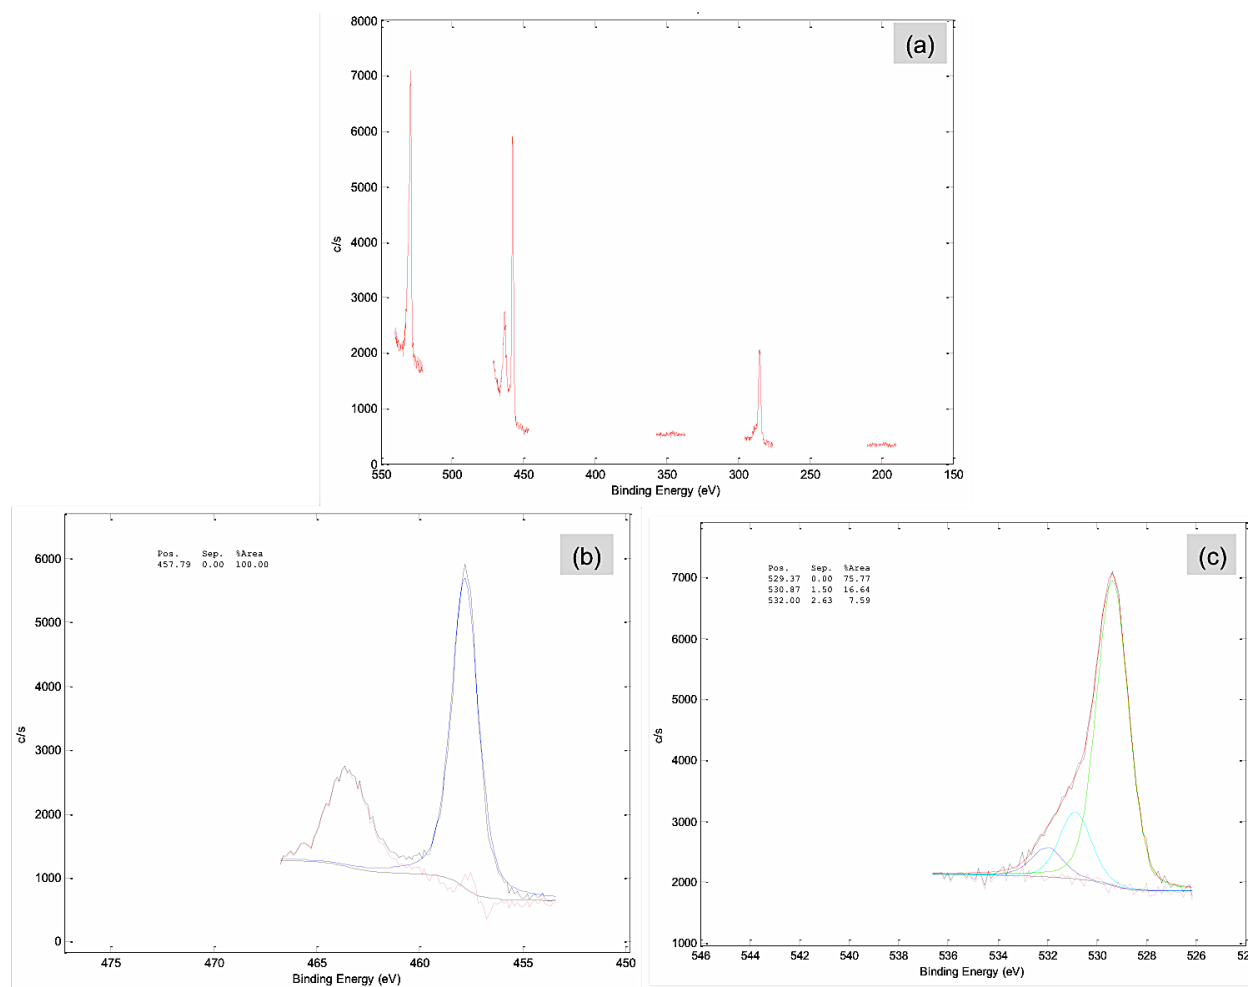 (a)
8000
7000
6000
5000
4000
3000
2000
1000
0
c/s
550 500 450 400 350 300 250 200 150
Binding Energy (eV)
(b)
Pos. Sep. %Area
457.79 0.00 100.00
6000
5000
4000
3000
2000
1000
0
c/s
475 470 465 460 455 450
Binding Energy (eV)
(c)
Pos. Sep. %Area
529.37 0.00 75.77
530.87 1.50 16.64
532.00 2.63 7.59
7000
6000
5000
4000
3000
2000
1000
c/s
546 544 542 540 538 536 534 532 530 528 526
Binding Energy (eV)